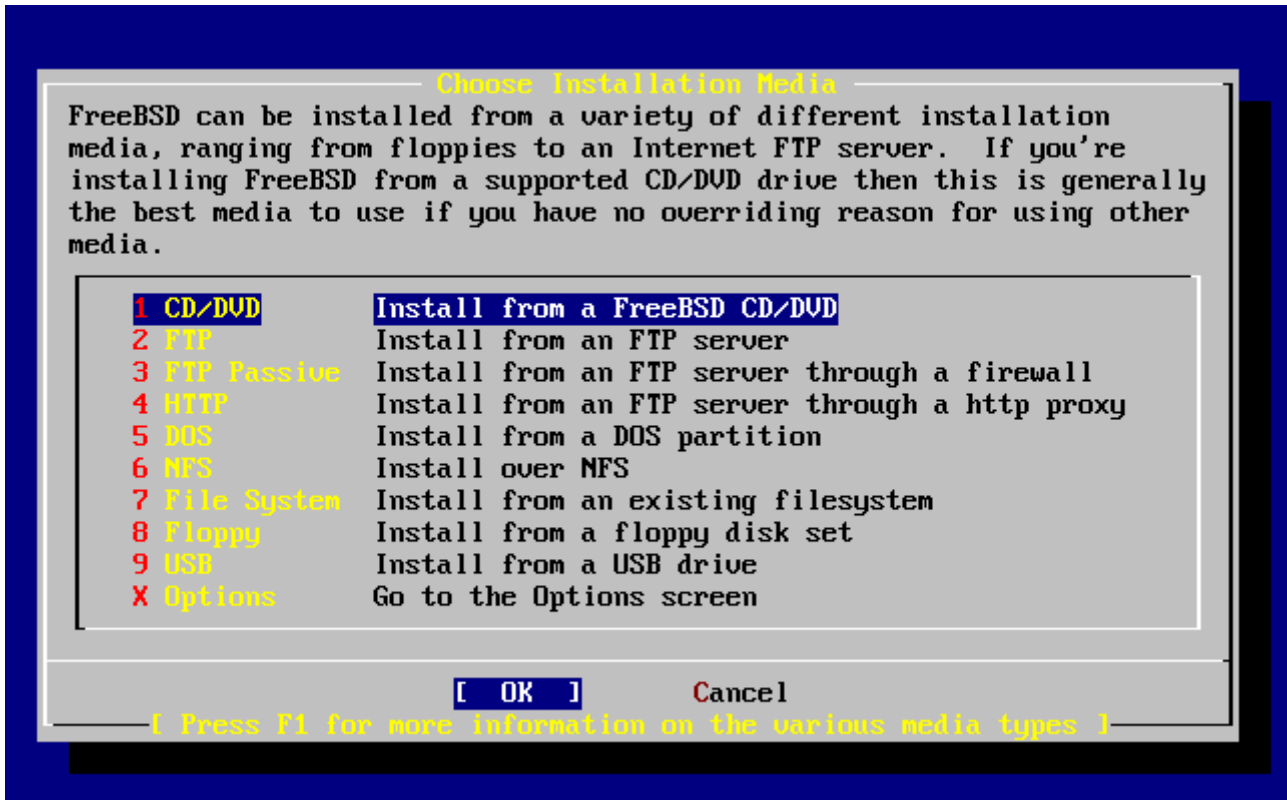 Choose Installation Media
FreeBSD can be installed from a variety of different installation
media, ranging from floppies to an Internet FTP server.  If you're
installing FreeBSD from a supported CD/DVD drive then this is generally
the best media to use if you have no overriding reason for using other
media.
1 CD/DVD Install from a FreeBSD CD/DVD
2 FTP Install from an FTP server
3 FTP Passive Install from an FTP server through a firewall
4 HTTP Install from an FTP server through a http proxy
5 DOS Install from a DOS partition
6 NFS Install over NFS
7 File System Install from an existing filesystem
8 Floppy Install from a floppy disk set
9 USB Install from a USB drive
X Options Go to the Options screen
[ OK ] Cancel
[ Press F1 for more information on the various media types ]